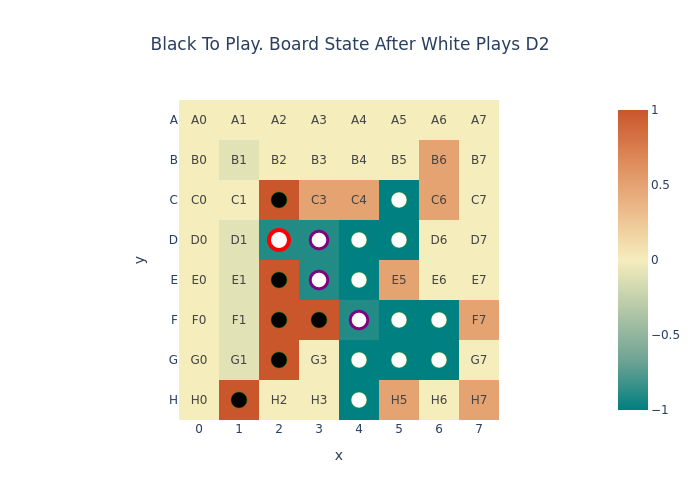 Black To Play. Board State After White Plays D2
A A0 A1 A2 A3 A4 A5 A6 A7
B B0 B1 B2 B3 B4 B5 B6 B7
C C0 C1 C3 C4 C6 C7
D D0 D1 D6 D7
E E0 E1 E5 E6 E7
F F0 F1 F7
G G0 G1 G3 G7
H H0 H2 H3 H5 H6 H7
0 1 2 3 4 5 6 7
x
y
1
0.5
0
−0.5
−1